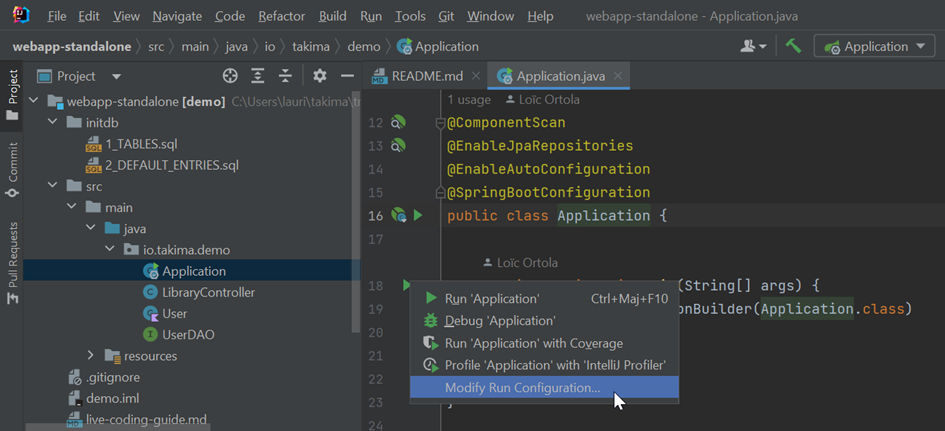 File Edit View Navigate Code Refactor Build Run Tools Git Window Help webapp-standalone - Application.java
webapp-standalone src main java io takima demo Application Application
Project
Commit
Pull Requests
Project
webapp-standalone [demo] C:\Users\lauri\takima\tr
initdb
1_TABLES.sql
2_DEFAULT_ENTRIES.sql
src
main
java
io.takima.demo
Application
LibraryController
User
UserDAO
resources
.gitignore
demo.iml
live-coding-guide.md
README.md Application.java
1 usage Loïc Ortola
12 @ComponentScan
13 @EnableJpaRepositories
14 @EnableAutoConfiguration
15 @SpringBootConfiguration
16 public class Application {
17
Loïc Ortola
18 (String[] args) {
19 onBuilder(Application.class)
Run 'Application' Ctrl+Maj+F10
Debug 'Application'
Run 'Application' with Coverage
Profile 'Application' with 'IntelliJ Profiler'
Modify Run Configuration...
22
23 }
24